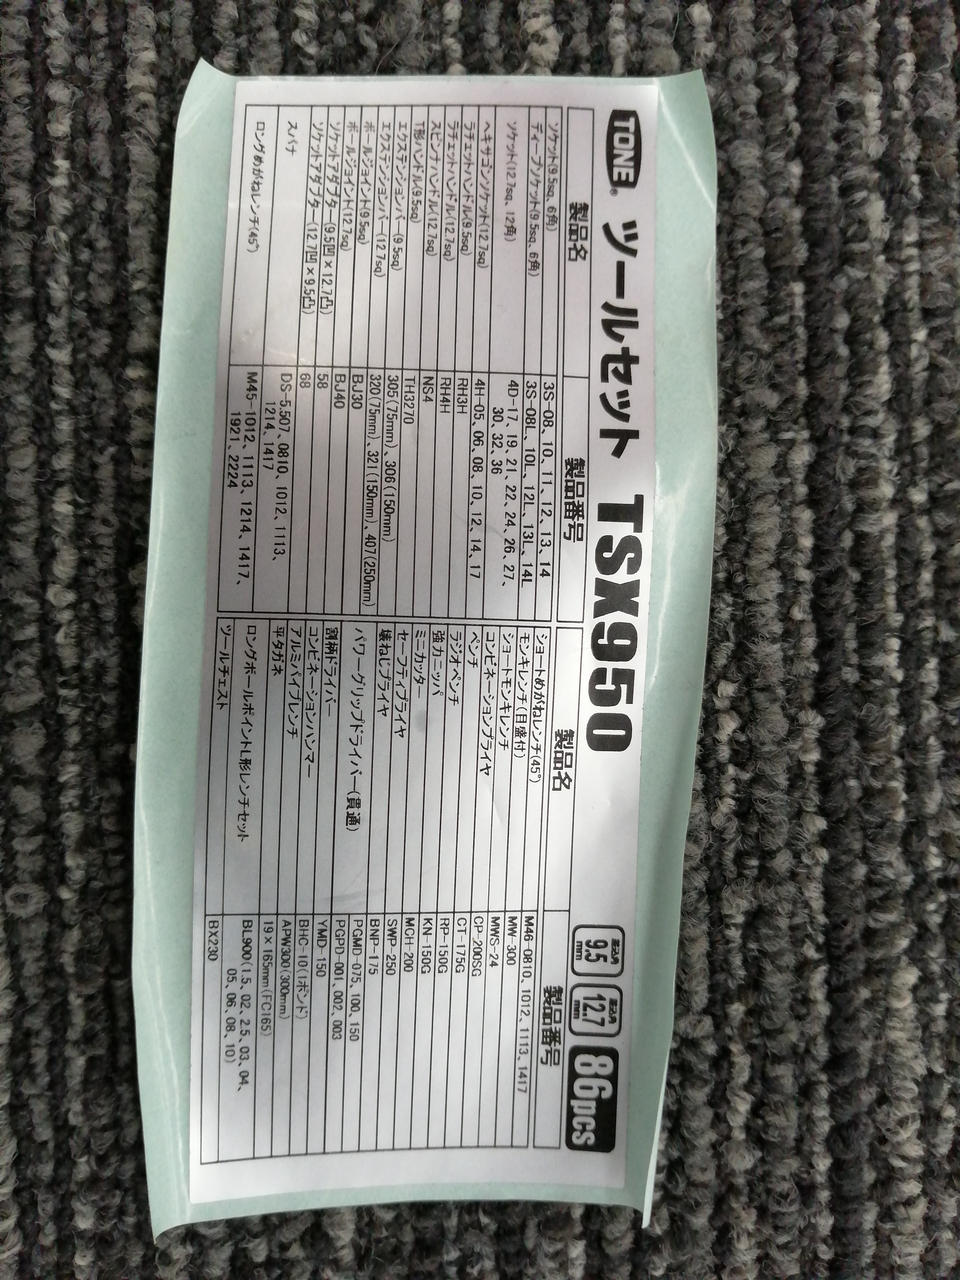 TONE® ツールセット TSX950 差込角 9.5mm 差込角 12.7mm 86pcs
製品名 製品番号
ソケット(9.5sq、6角) 3S-08、10、11、12、13、14
ディープソケット(9.5sq、6角) 3S-08L、10L、12L、13L、14L
ソケット(12.7sq、12角) 4D-17、19、21、22、24、26、27、
30、32、36
ヘキサゴンソケット(12.7sq) 4H-05、06、08、10、12、14、17
ラチェットハンドル(9.5sq) RH3H
ラチェットハンドル(12.7sq) RH4H
スピンナハンドル(12.7sq) NS4
T形ハンドル(9.5sq) TH3270
エクステンションバー(9.5sq) 305(75mm)、306(150mm)
エクステンションバー(12.7sq) 320(75mm)、321(150mm)、407(250mm)
ボールジョイント(9.5sq) BJ30
ボールジョイント(12.7sq) BJ40
ソケットアダプター(9.5凹×12.7凸) 58
ソケットアダプター(12.7凹×9.5凸) 68
スパナ DS-5.507、0810、1012、1113、
1214、1417
ロングめがねレンチ(45°) M45-1012、1113、1214、1417、
1921、2224
製品名 製品番号
ショートめがねレンチ(45°) M46-0810、1012、1113、1417
モンキレンチ(目盛付) MW-300
ショートモンキレンチ MWS-24
コンビネーションプライヤ CP-200SG
ペンチ CT-175G
ラジオペンチ RP-150G
強力ニッパ KN-150G
ミニカッター MCH-200
セーフティプライヤ SWP-250
壊ねじプライヤ BNP-175
パワーグリップドライバー(貫通) PGMD-075、100、150
PGPD-001、002、003
割柄ドライバー YMD-150
コンビネーションハンマー BHC-10(1ポンド)
アルミパイプレンチ APW300(300mm)
平タガネ 19×165mm(FC165)
ロングボールポイントL形レンチセット BL900(1.5、02、2.5、03、04、
05、06、08、10)
ツールチェスト BX230